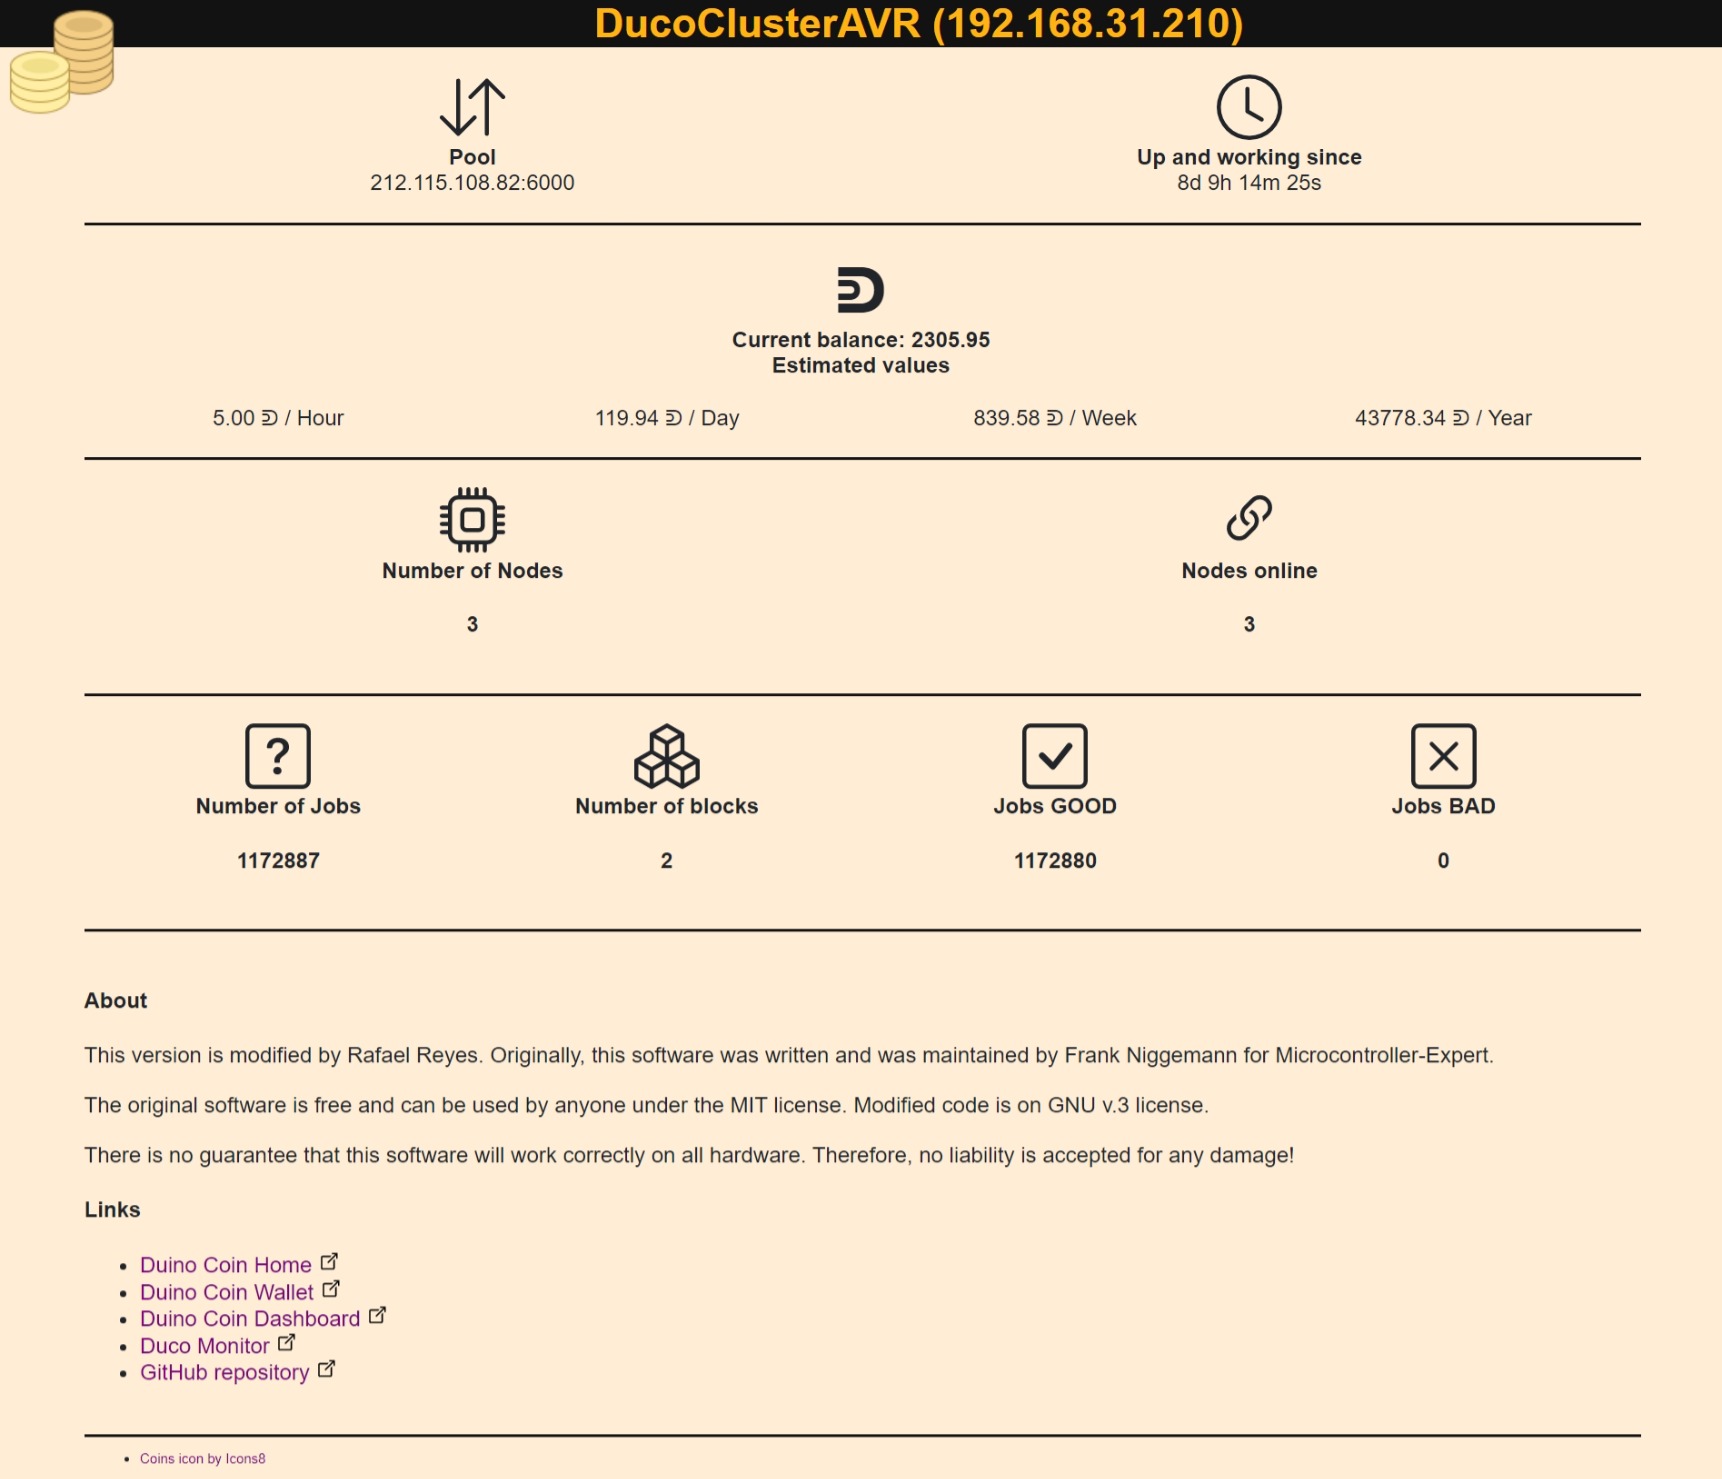 DucoClusterAVR (192.168.31.210)
Pool
212.115.108.82:6000
Up and working since
8d 9h 14m 25s
Current balance: 2305.95
Estimated values
5.00 ᕲ / Hour
119.94 ᕲ / Day
839.58 ᕲ / Week
43778.34 ᕲ / Year
Number of Nodes
3
Nodes online
3
Number of Jobs
1172887
Number of blocks
2
Jobs GOOD
1172880
Jobs BAD
0
About
This version is modified by Rafael Reyes. Originally, this software was written and was maintained by Frank Niggemann for Microcontroller-Expert.
The original software is free and can be used by anyone under the MIT license. Modified code is on GNU v.3 license.
There is no guarantee that this software will work correctly on all hardware. Therefore, no liability is accepted for any damage!
Links
• Duino Coin Home
• Duino Coin Wallet
• Duino Coin Dashboard
• Duco Monitor
• GitHub repository
• Coins icon by Icons8